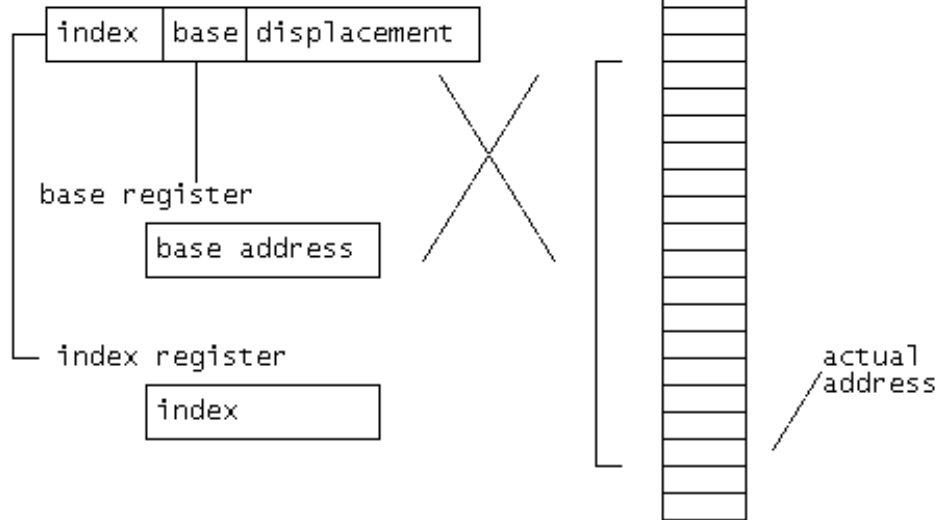 index base displacement
base register
base address
index register
index
actual
address